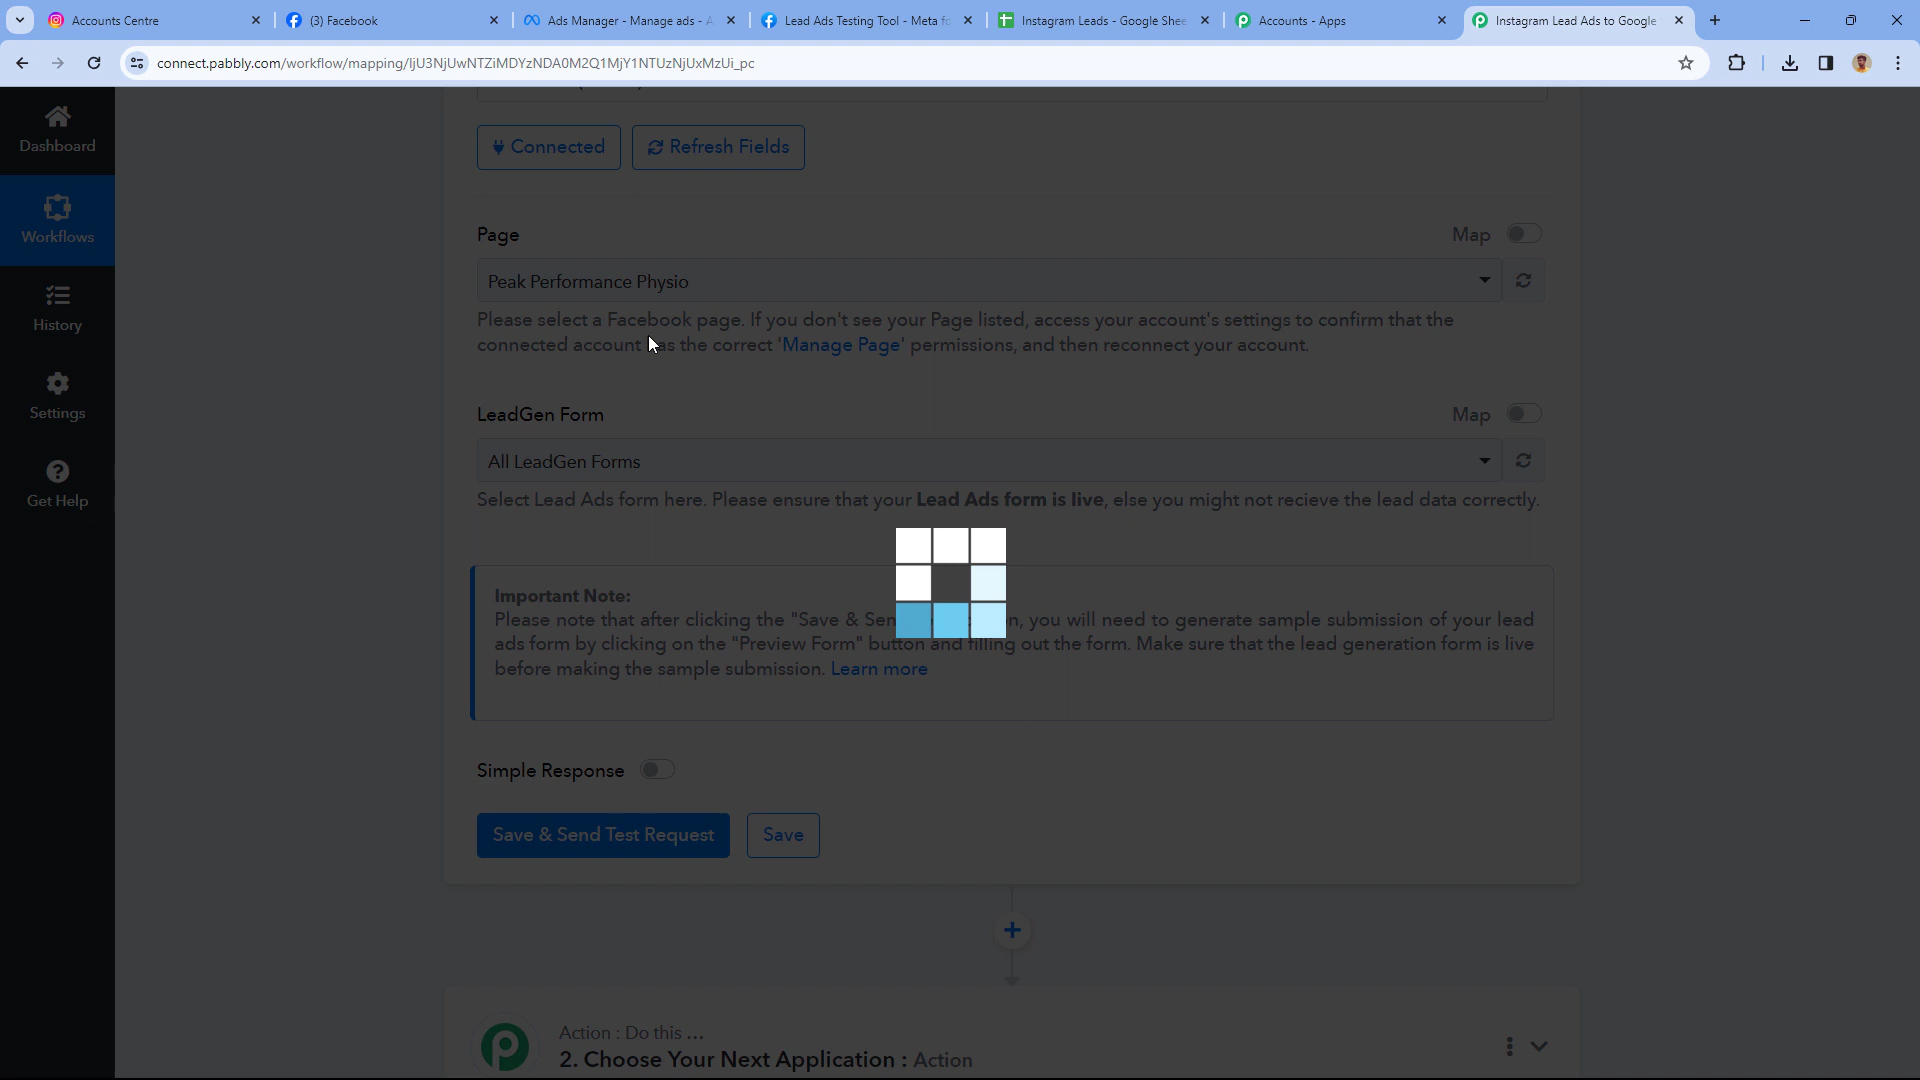 Accounts Centre
(3) Facebook
Ads Manager - Manage ads - A
Lead Ads Testing Tool - Meta fo
Instagram Leads - Google Shee
Accounts - Apps
Instagram Lead Ads to Google
connect.pabbly.com/workflow/mapping/IjU3NjUwNTZiMDYzNDA0M2Q1MjY1NTUzNjUxMzUi_pc
Dashboard
Workflows
History
Settings
Get Help
Connected
Refresh Fields
Page
Map
Peak Performance Physio
Please select a Facebook page. If you don't see your Page listed, access your account's settings to confirm that the
connected account has the correct 'Manage Page' permissions, and then reconnect your account.
LeadGen Form
Map
All LeadGen Forms
Select Lead Ads form here. Please ensure that your Lead Ads form is live, else you might not recieve the lead data correctly.
Important Note:
Please note that after clicking the "Save & Sen n, you will need to generate sample submission of your lead
ads form by clicking on the "Preview Form" button and filling out the form. Make sure that the lead generation form is live
before making the sample submission. Learn more
Simple Response
Save & Send Test Request
Save
Action : Do this ...
2. Choose Your Next Application : Action